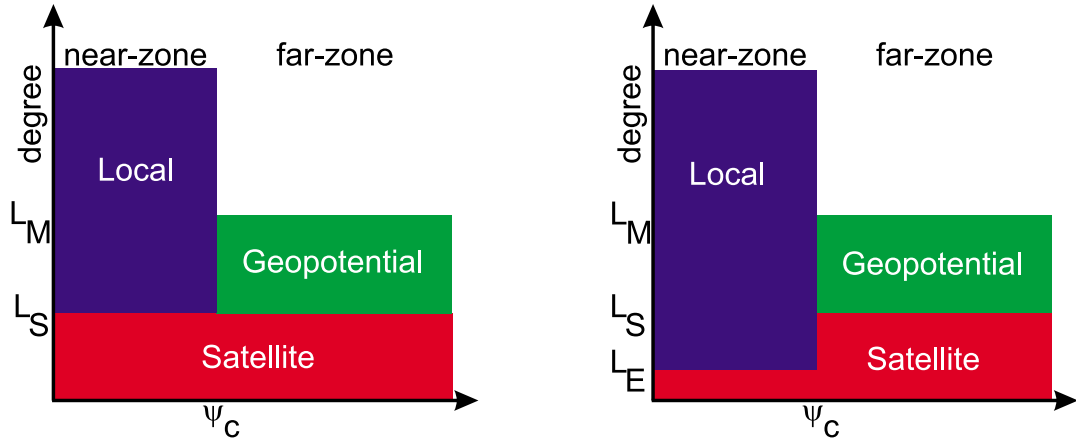 near-zone far-zone
degree
Local
L_M
Geopotential
L_S
Satellite
ψ_c
near-zone far-zone
degree
Local
L_M
Geopotential
L_S
Satellite
L_E
ψ_c